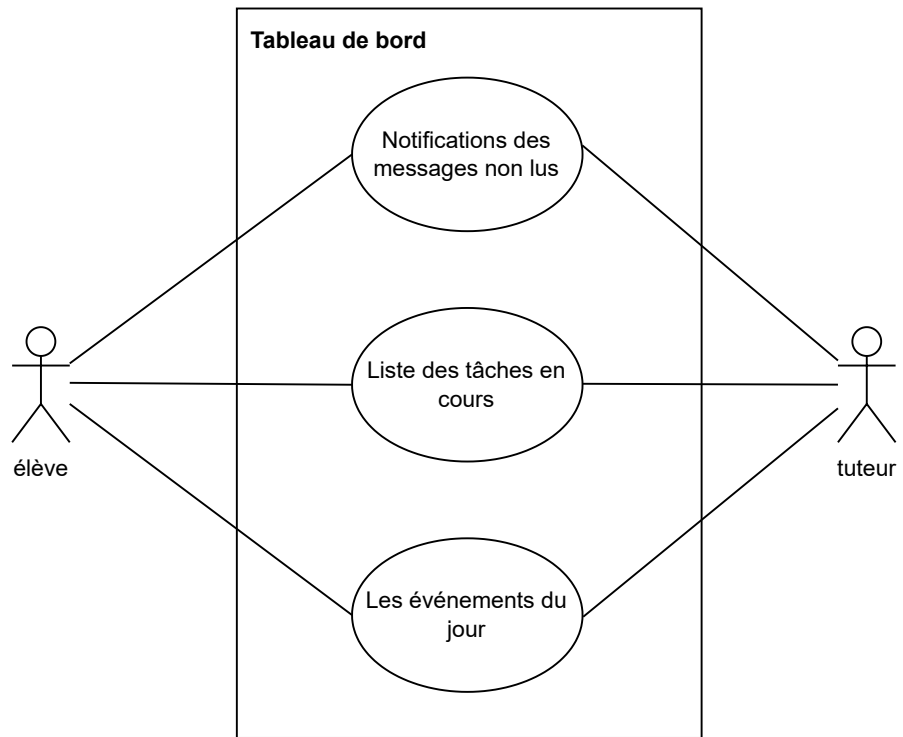 Tableau de bord
Notifications des
messages non lus
Liste des tâches en
cours
élève
tuteur
Les événements du
jour